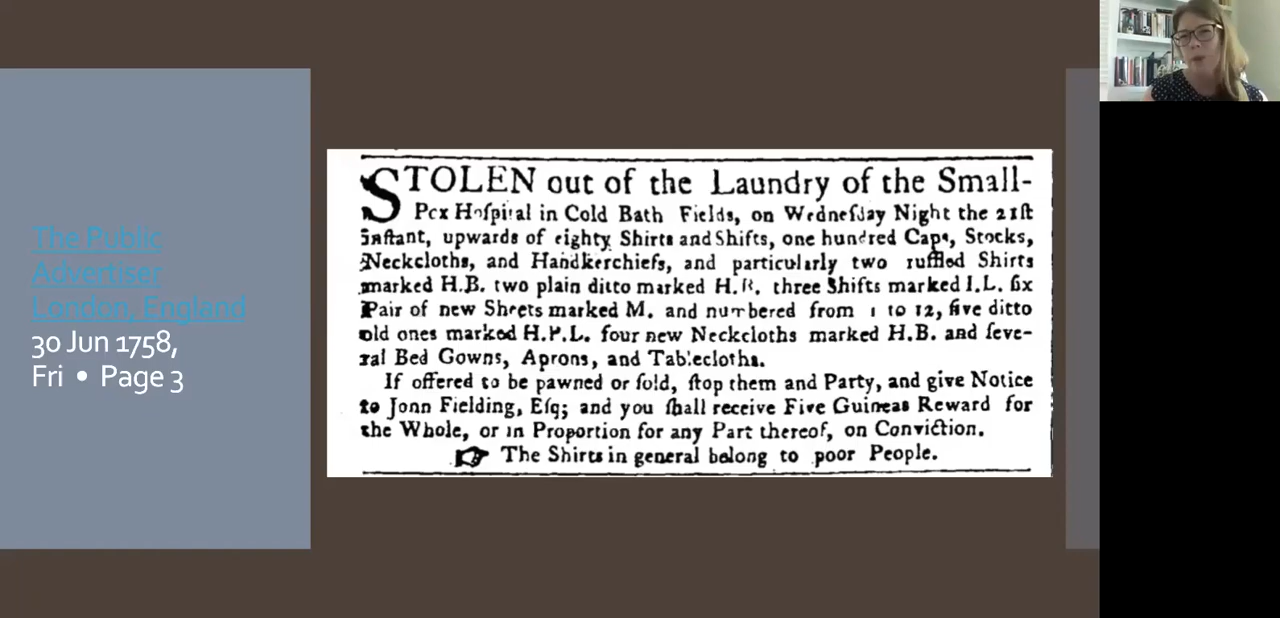 The Public
Advertiser
London, England
30 Jun 1758,
Fri • Page 3
STOLEN out of the Laundry of the Small-
Pox Hoſpital in Cold Bath Fields, on Wedneſday Night the 21ſt
inſtant, upwards of eighty Shirts and Shifts, one hundred Caps, Stocks,
Neckcloths, and Handkerchiefs, and particularly two ruffled Shirts
marked H.B. two plain ditto marked H.B. three Shifts marked I.L. ſix
Pair of new Sheets marked M. and numbered from 1 to 12, five ditto
old ones marked H.P.L. four new Neckcloths marked H.B. and ſeve-
ral Bed Gowns, Aprons, and Tablecloths.
If offered to be pawned or ſold, ſtop them and Party, and give Notice
to John Fielding, Eſq; and you ſhall receive Five Guineas Reward for
the Whole, or in Proportion for any Part thereof, on Conviction.
☞ The Shirts in general belong to poor People.